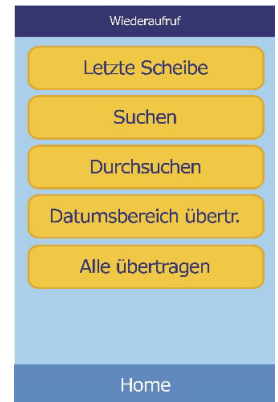 Wiederaufruf
Letzte Scheibe
Suchen
Durchsuchen
Datumsbereich übertr.
Alle übertragen
Home